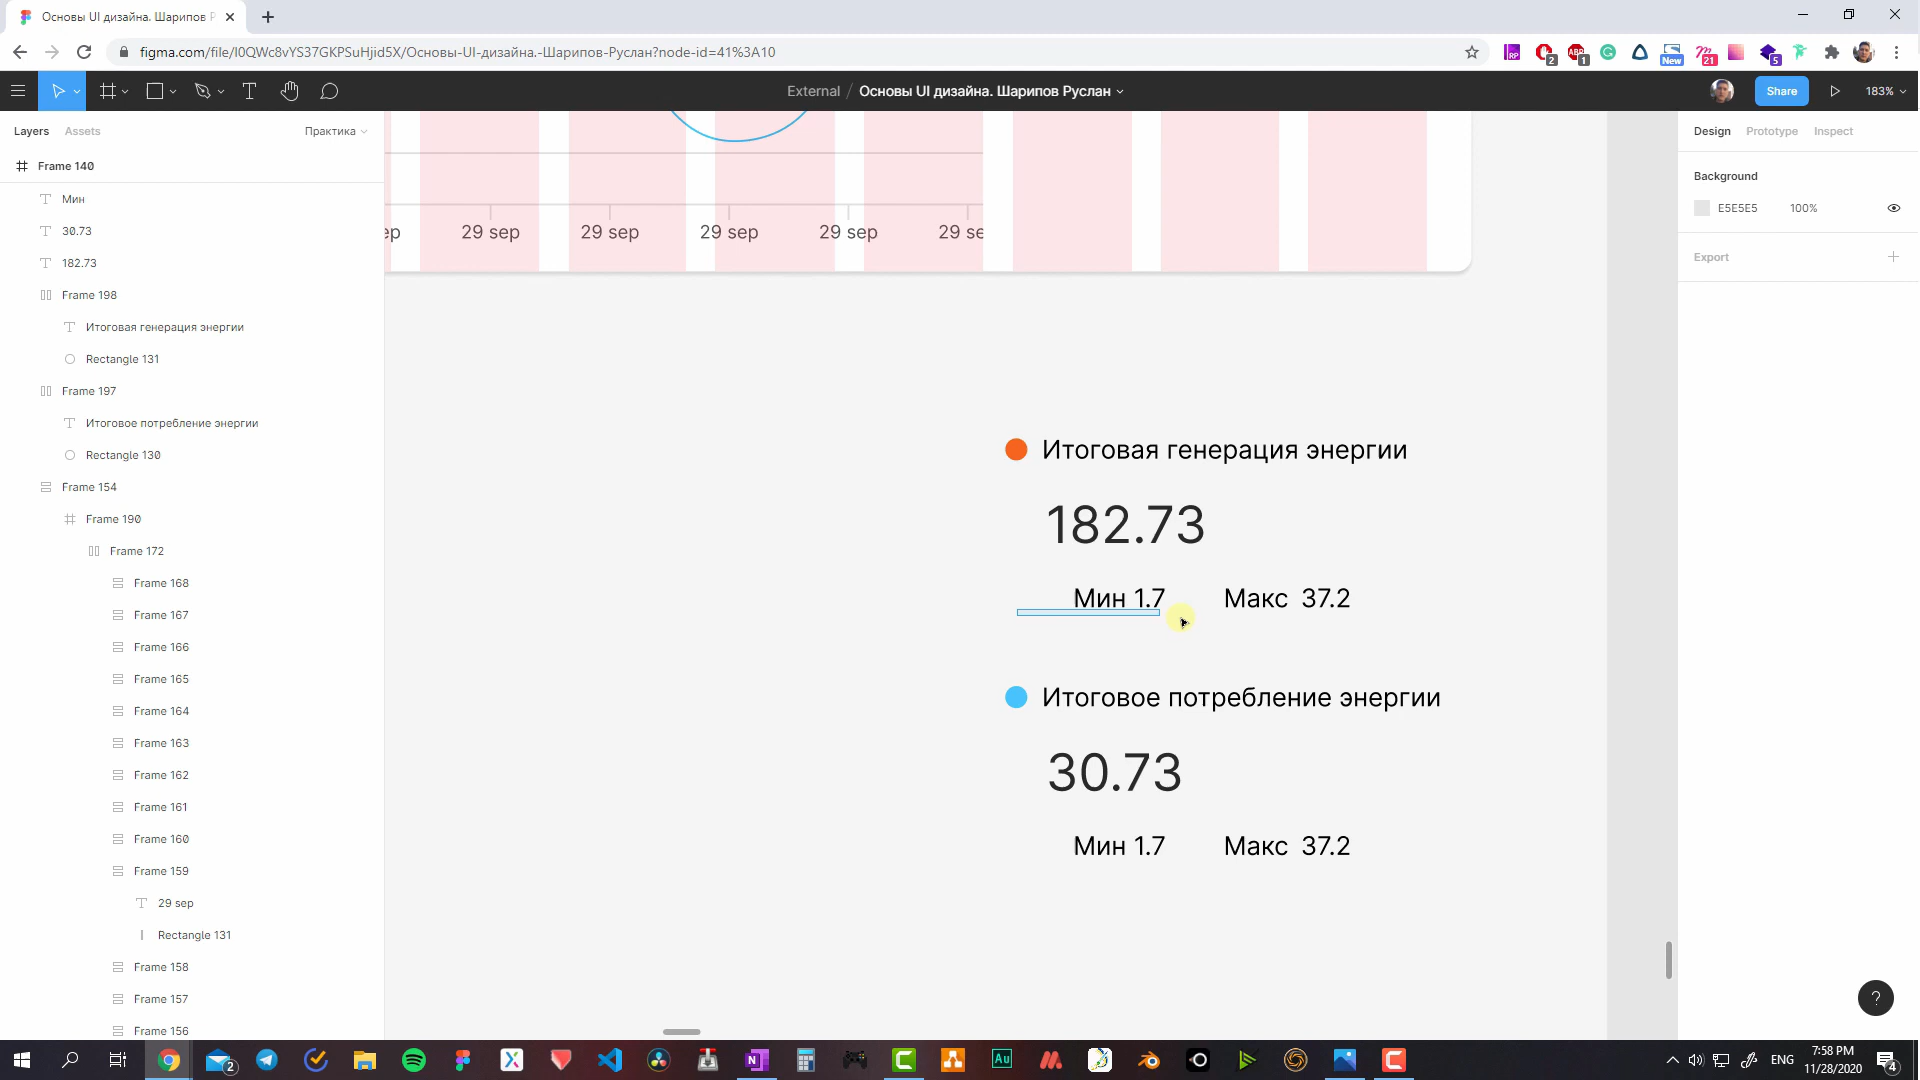 Основы UI дизайна. Шарипов Р
figma.com/file/I0QWc8vYS37GKPSuHjid5X/Основы-UI-дизайна.-Шарипов-Руслан?node-id=41%3A10
External / Основы UI дизайна. Шарипов Руслан
Share
183%
Layers
Assets
Практика
Design
Prototype
Inspect
Frame 140
Мин
30.73
182.73
Frame 198
Итоговая генерация энергии
Rectangle 131
Frame 197
Итоговое потребление энергии
Rectangle 130
Frame 154
Frame 190
Frame 172
Frame 168
Frame 167
Frame 166
Frame 165
Frame 164
Frame 163
Frame 162
Frame 161
Frame 160
Frame 159
29 sep
Rectangle 131
Frame 158
Frame 157
Frame 156
ep 29 sep 29 sep 29 sep 29 sep 29 se
Итоговая генерация энергии
182.73
Мин 1.7 Макс 37.2
Итоговое потребление энергии
30.73
Мин 1.7 Макс 37.2
Background
E5E5E5 100%
Export
?
ENG
7:58 PM
11/28/2020